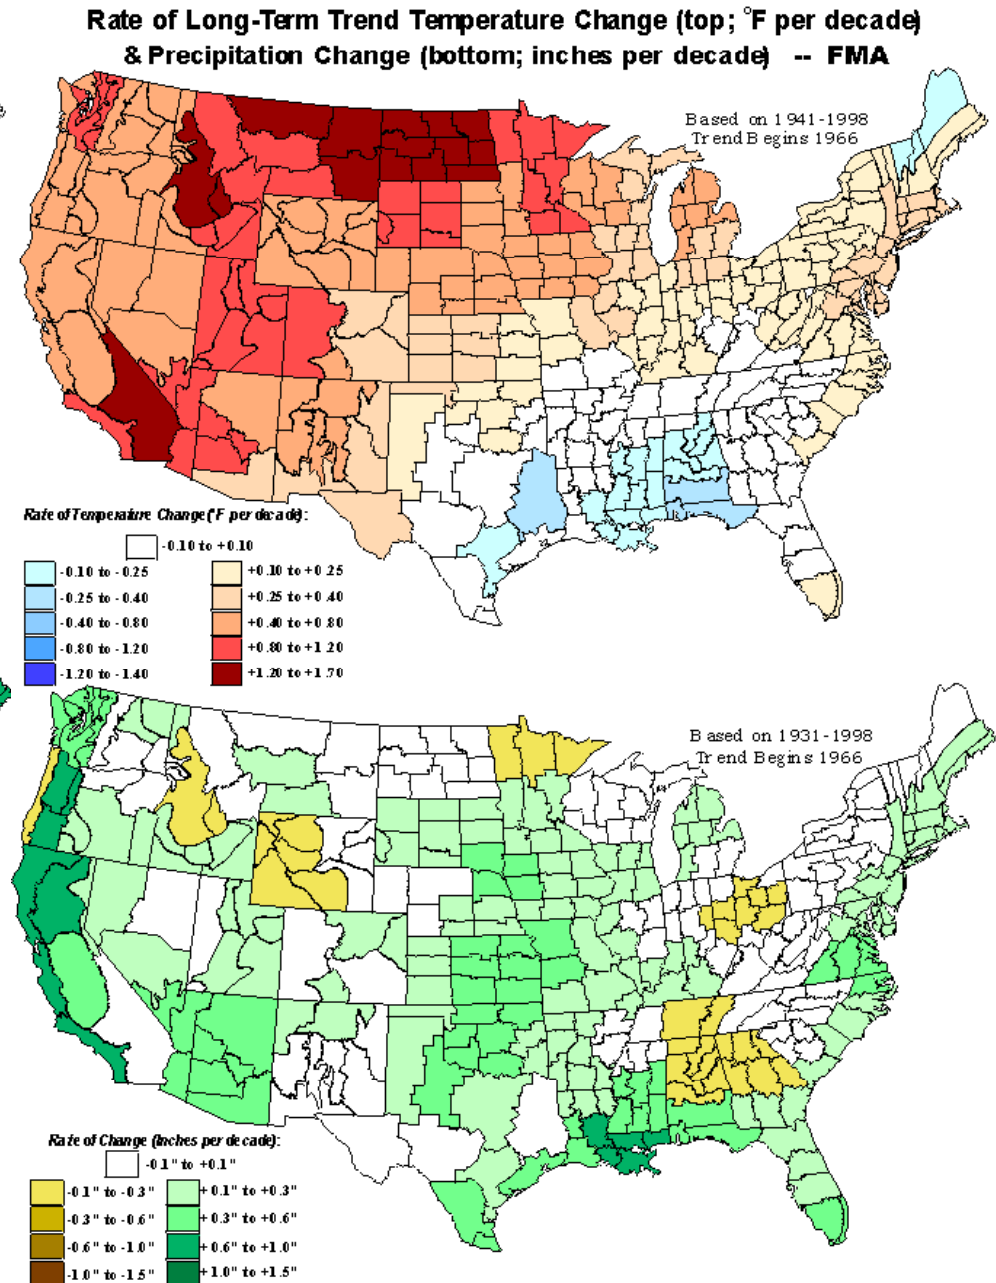 Rate of Long-Term Trend Temperature Change (top; °F per decade)
& Precipitation Change (bottom; inches per decade) -- FMA
Based on 1941-1998
Trend Begins 1966
Rate of Temperature Change (°F per decade):
-0.10 to +0.10
-0.10 to -0.25
+0.10 to +0.25
-0.25 to -0.40
+0.25 to +0.40
-0.40 to -0.80
+0.40 to +0.80
-0.80 to -1.20
+0.80 to +1.20
-1.20 to -1.40
+1.20 to +1.70
Based on 1931-1998
Trend Begins 1966
Rate of Change (Inches per decade):
-0.1" to +0.1"
-0.1" to -0.3"
+0.1" to +0.3"
-0.3" to -0.6"
+0.3" to +0.6"
-0.6" to -1.0"
+0.6" to +1.0"
-1.0" to -1.5"
+1.0" to +1.5"